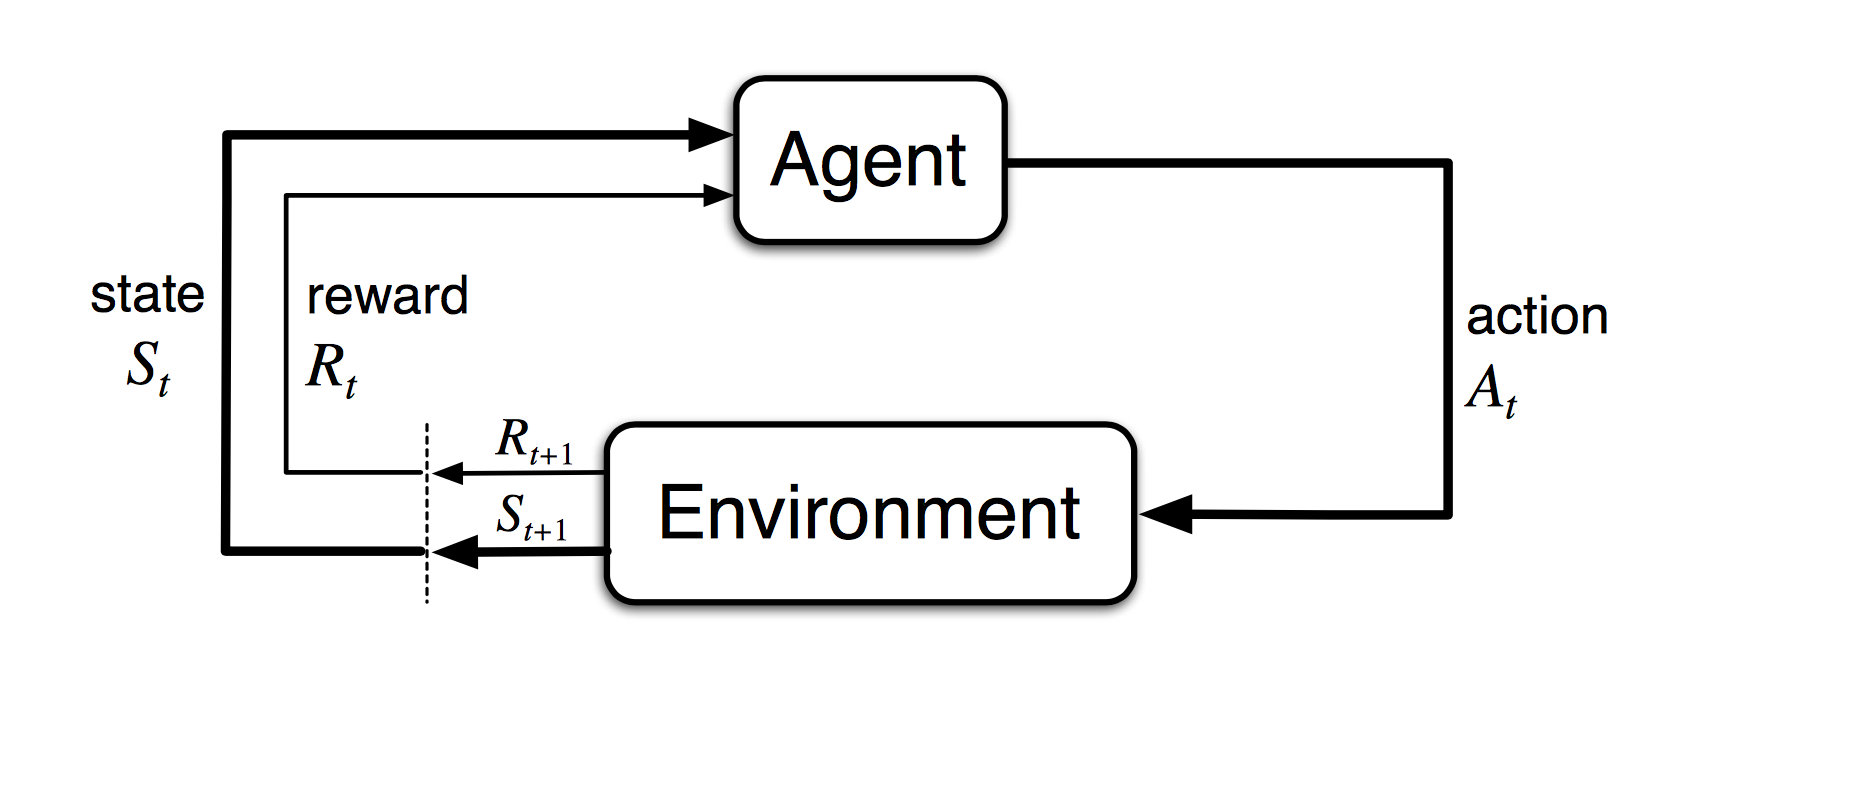 Agent
state
S_t
reward
R_t
action
A_t
R_{t+1}
S_{t+1}
Environment